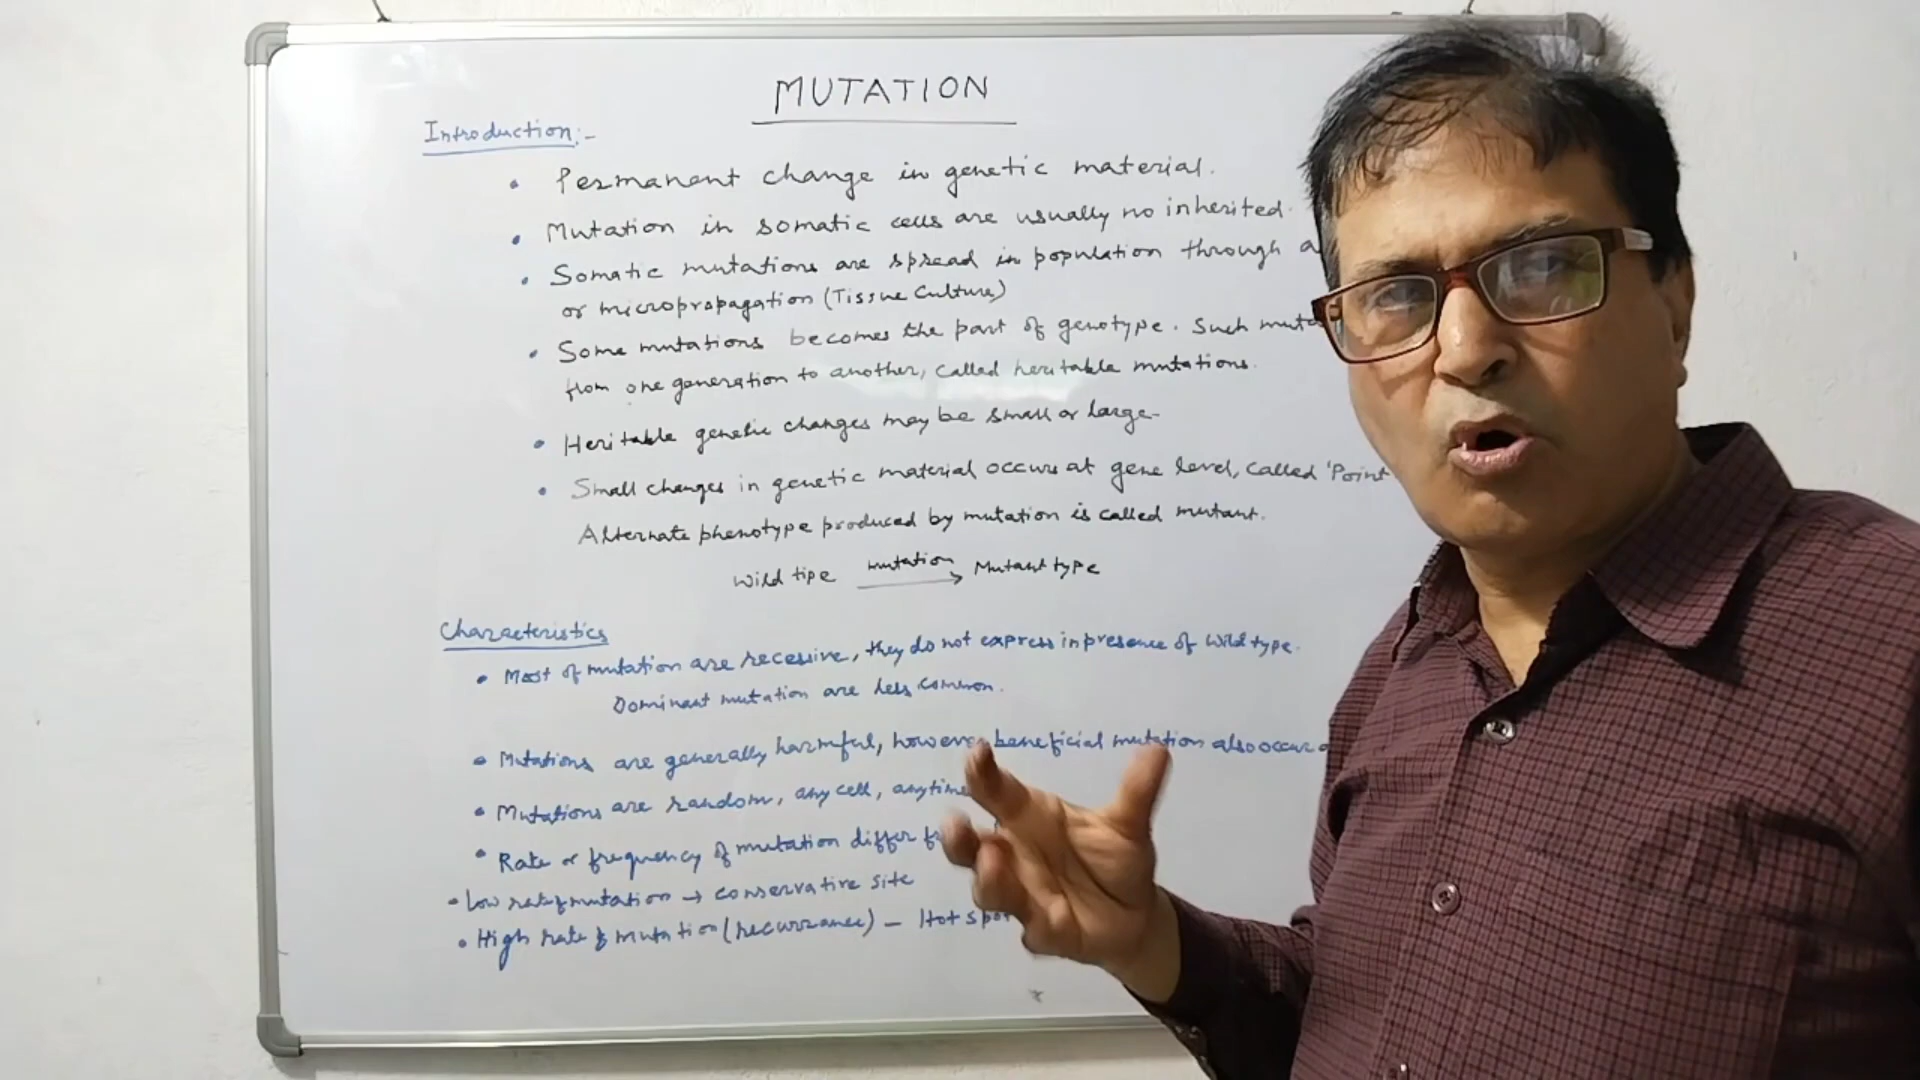 MUTATION
Introduction:-
• Permanent change in genetic material.
• Mutation in somatic cells are usually no inherited.
• Somatic mutations are spread in population through a
or micropropagation (Tissue Culture)
• Some mutations becomes the part of genotype. Such muta
from one generation to another, called heritable mutations.
• Heritable genetic changes may be small or large-
• Small changes in genetic material occurs at gene level, called 'Point
Alternate phenotype produced by mutation is called mutant.
Wild tipe mutation → Mutant type
Characteristics
• Most of mutation are recessive, they do not express in presence of wild type.
Dominant mutation are less common.
• Mutations are generally harmful, however beneficial mutation also occur
• Mutations are random, any cell, anytime
• Rate or frequency of mutation differ
• Low rate of mutation → conservative site
• High rate of mutation (recurrance) - Hot spot